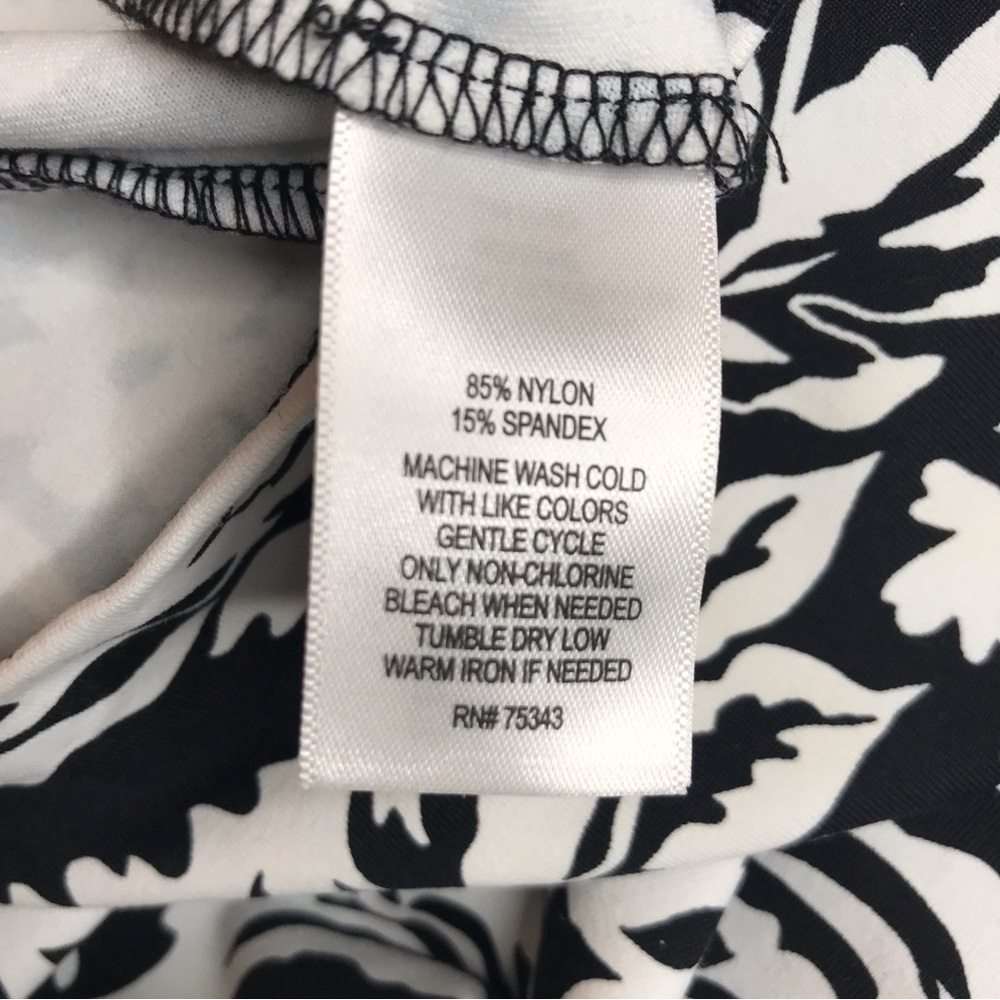 85% NYLON
15% SPANDEX
MACHINE WASH COLD
WITH LIKE COLORS
GENTLE CYCLE
ONLY NON-CHLORINE
BLEACH WHEN NEEDED
TUMBLE DRY LOW
WARM IRON IF NEEDED
RN# 75343